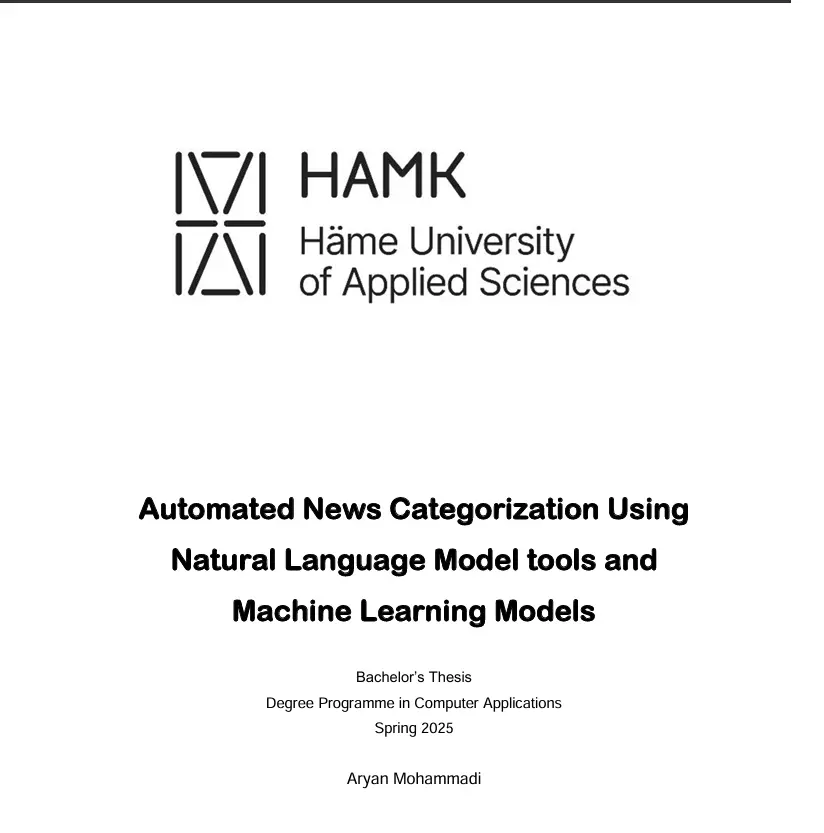 HAMK
Häme University
of Applied Sciences
Automated News Categorization Using
Natural Language Model tools and
Machine Learning Models
Bachelor's Thesis
Degree Programme in Computer Applications
Spring 2025
Aryan Mohammadi